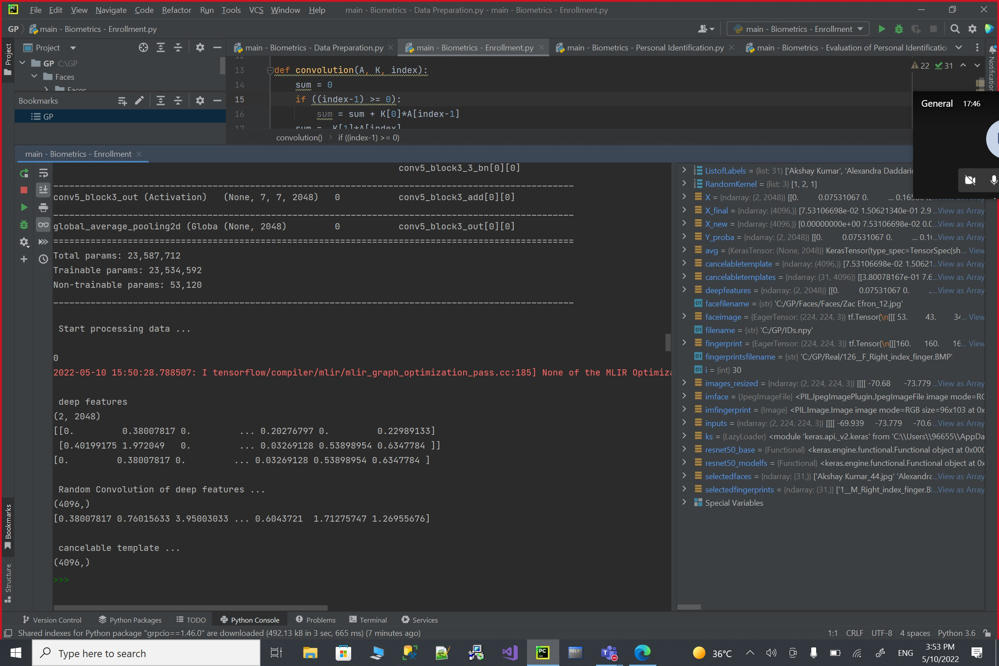 File Edit View Navigate Code Refactor Run Tools VCS Window Help main - Biometrics - Data Preparation.py - main - Biometrics - Enrollment.py
GP main - Biometrics - Enrollment.py main - Biometrics - Enrollment
Project main - Biometrics - Data Preparation.py main - Biometrics - Enrollment.py main - Biometrics - Personal Identification.py main - Biometrics - Evaluation of Personal Identificatio
Project
Notification
GP C:\GP
Faces
Faces
12
13 def convolution(A, K, index):
14 sum = 0
15 if ((index-1) >= 0):
16 sum = sum + K[0]*A[index-1]
17 sum = K[1]*A[index]
22 31
Bookmarks
GP
convolution() if ((index-1) >= 0)
General 17:46
main - Biometrics - Enrollment
conv5_block3_3_bn[0][0]
conv5_block3_out (Activation) (None, 7, 7, 2048) 0 conv5_block3_add[0][0]
global_average_pooling2d (Globa (None, 2048) 0 conv5_block3_out[0][0]
Total params: 23,587,712
Trainable params: 23,534,592
Non-trainable params: 53,120
Start processing data ...
0
2022-05-10 15:50:28.788507: I tensorflow/compiler/mlir/mlir_graph_optimization_pass.cc:185] None of the MLIR Optimiza
deep features
(2, 2048)
[[0. 0.38007817 0. ... 0.20276797 0. 0.22989133]
[0.40199175 1.972049 0. ... 0.03269128 0.53898954 0.6347784 ]]
[0. 0.38007817 0. ... 0.03269128 0.53898954 0.6347784 ]
Random Convolution of deep features ...
(4096,)
[0.38007817 0.76015633 3.95003033 ... 0.6043721 1.71275747 1.26955676]
cancelable template ...
(4096,)
>>>
ListofLabels = {list: 31} ['Akshay Kumar', 'Alexandra Daddario
RandomKernel = {list: 3} [1, 2, 1]
X = {ndarray: (2, 2048)} [[0. 0.07531067 0. ... View as Array
X_final = {ndarray: (4096,)} [7.53106698e-02 1.50621340e-01 2.9 ...View as Array
X_new = {ndarray: (4096,)} [0.00000000e+00 7.53106698e-02 0.0 ...View as Array
Y_proba = {ndarray: (2, 2048)} [[0. 0.07531067 0. ... 0.16 ...View as Array
avg = {KerasTensor: (None, 2048)} KerasTensor(type_spec=TensorSpec(sh... View
cancelabletemplate = {ndarray: (4096,)} [7.53106698e-02 1.50621 ...View as Array
cancelabletemplates = {ndarray: (31, 4096)} [[3.80078167e-01 7.6 ...View as Array
deepfeatures = {ndarray: (2, 2048)} [[0. 0.07531067 0. ...View as Array
facefilename = {str} 'C:/GP/Faces/Faces/Zac Efron_12.jpg'
faceimage = {EagerTensor: (224, 224, 3)} tf.Tensor(\n[[[ 53. 43. 34... View
filename = {str} 'C:/GP/IDs.npy'
fingerprint = {EagerTensor: (224, 224, 3)} tf.Tensor(\n[[[160. 160. 16... View
fingerprintsfilename = {str} 'C:/GP/Real/126__F_Right_index_finger.BMP'
i = {int} 30
images_resized = {ndarray: (2, 224, 224, 3)} [[[[ -70.68 -73.779 ...View as Array
imface = {JpegImageFile} <PIL.JpegImagePlugin.JpegImageFile image mode=RG
imfingerprint = {Image} <PIL.Image.Image image mode=RGB size=96x103 at 0x
inputs = {ndarray: (2, 224, 224, 3)} [[[[ -69.939 -73.779 -70.6 ...View as Array
ks = {LazyLoader} <module 'keras.api._v2.keras' from 'C:\\Users\\96655\\AppDa
resnet50_base = {Functional} <keras.engine.functional.Functional object at 0x000
resnet50_modelfs = {Functional} <keras.engine.functional.Functional object at 0x
selectedfaces = {ndarray: (31,)} ['Akshay Kumar_44.jpg' 'Alexandra ...View as Array
selectedfingerprints = {ndarray: (31,)} ['1__M_Right_index_finger.B ...View as Array
Special Variables
Bookmarks
Structure
Version Control Python Packages TODO Python Console Problems Terminal Services
Shared indexes for Python package "grpcio==1.46.0" are downloaded (492.13 kB in 3 sec, 665 ms) (7 minutes ago) 1:1 CRLF UTF-8 4 spaces Python 3.6
Type here to search 36°C ENG 3:53 PM
5/10/2022